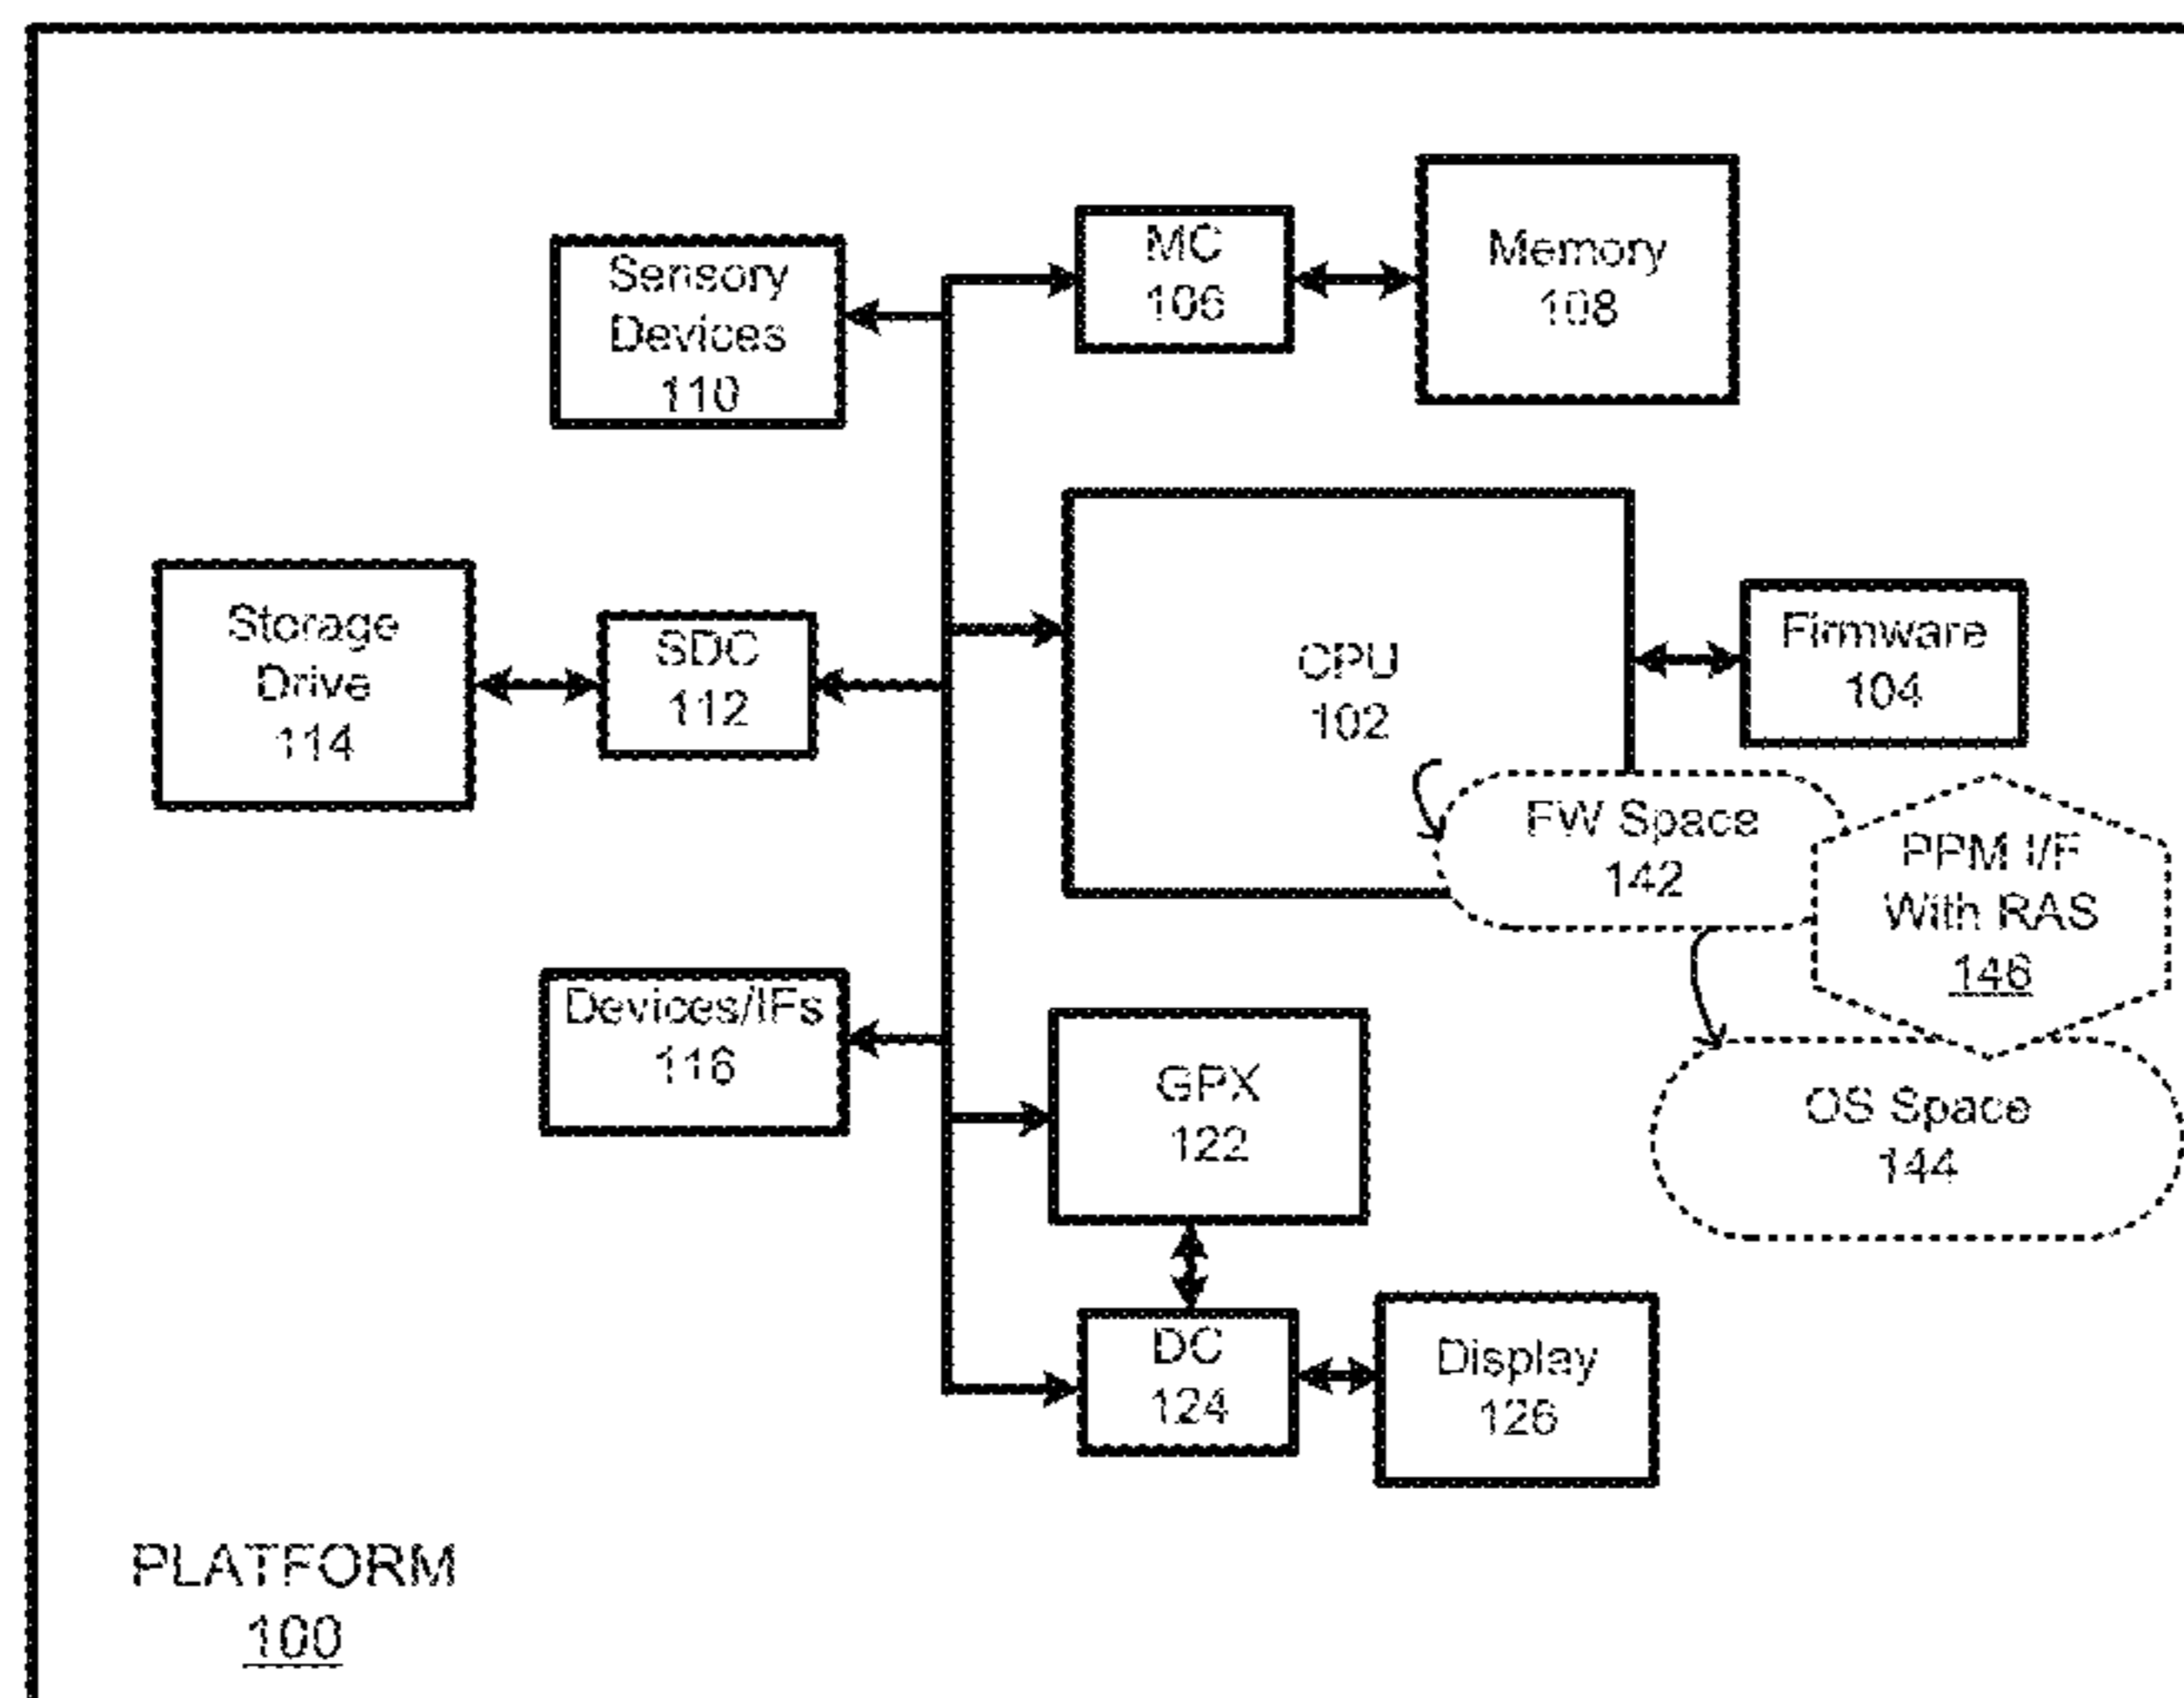 MC
106
Memory
108
Sensory
Devices
110
Storage
Drive
114
SDC
112
CPU
102
Firmware
104
FW Space
142
PPM I/F
With RAS
146
Devices/IFs
116
GPX
122
OS Space
144
DC
124
Display
126
PLATFORM
100